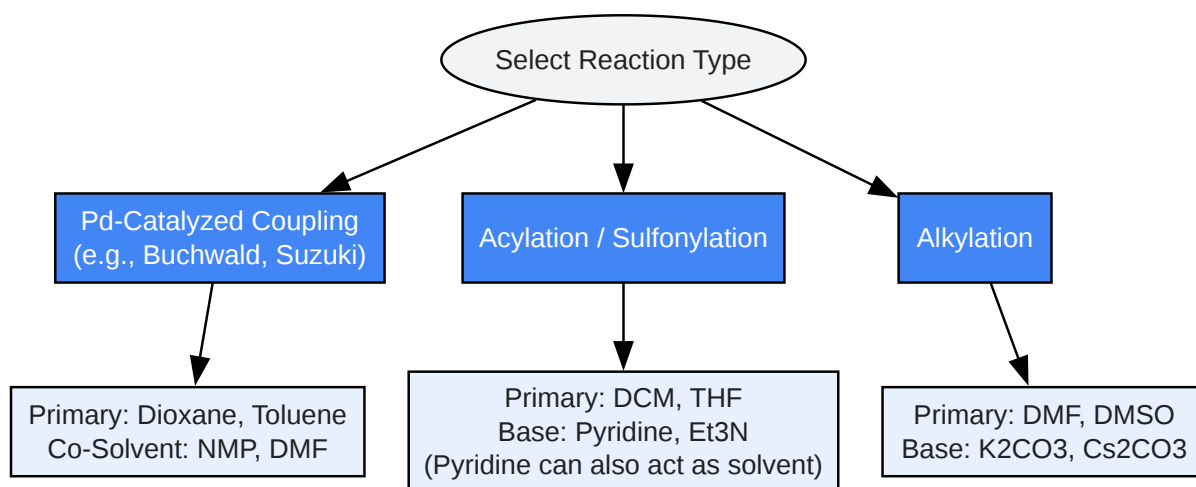 Select Reaction Type
Pd-Catalyzed Coupling
(e.g., Buchwald, Suzuki)
Acylation / Sulfonylation
Alkylation
Primary: Dioxane, Toluene
Co-Solvent: NMP, DMF
Primary: DCM, THF
Base: Pyridine, Et3N
(Pyridine can also act as solvent)
Primary: DMF, DMSO
Base: K2CO3, Cs2CO3